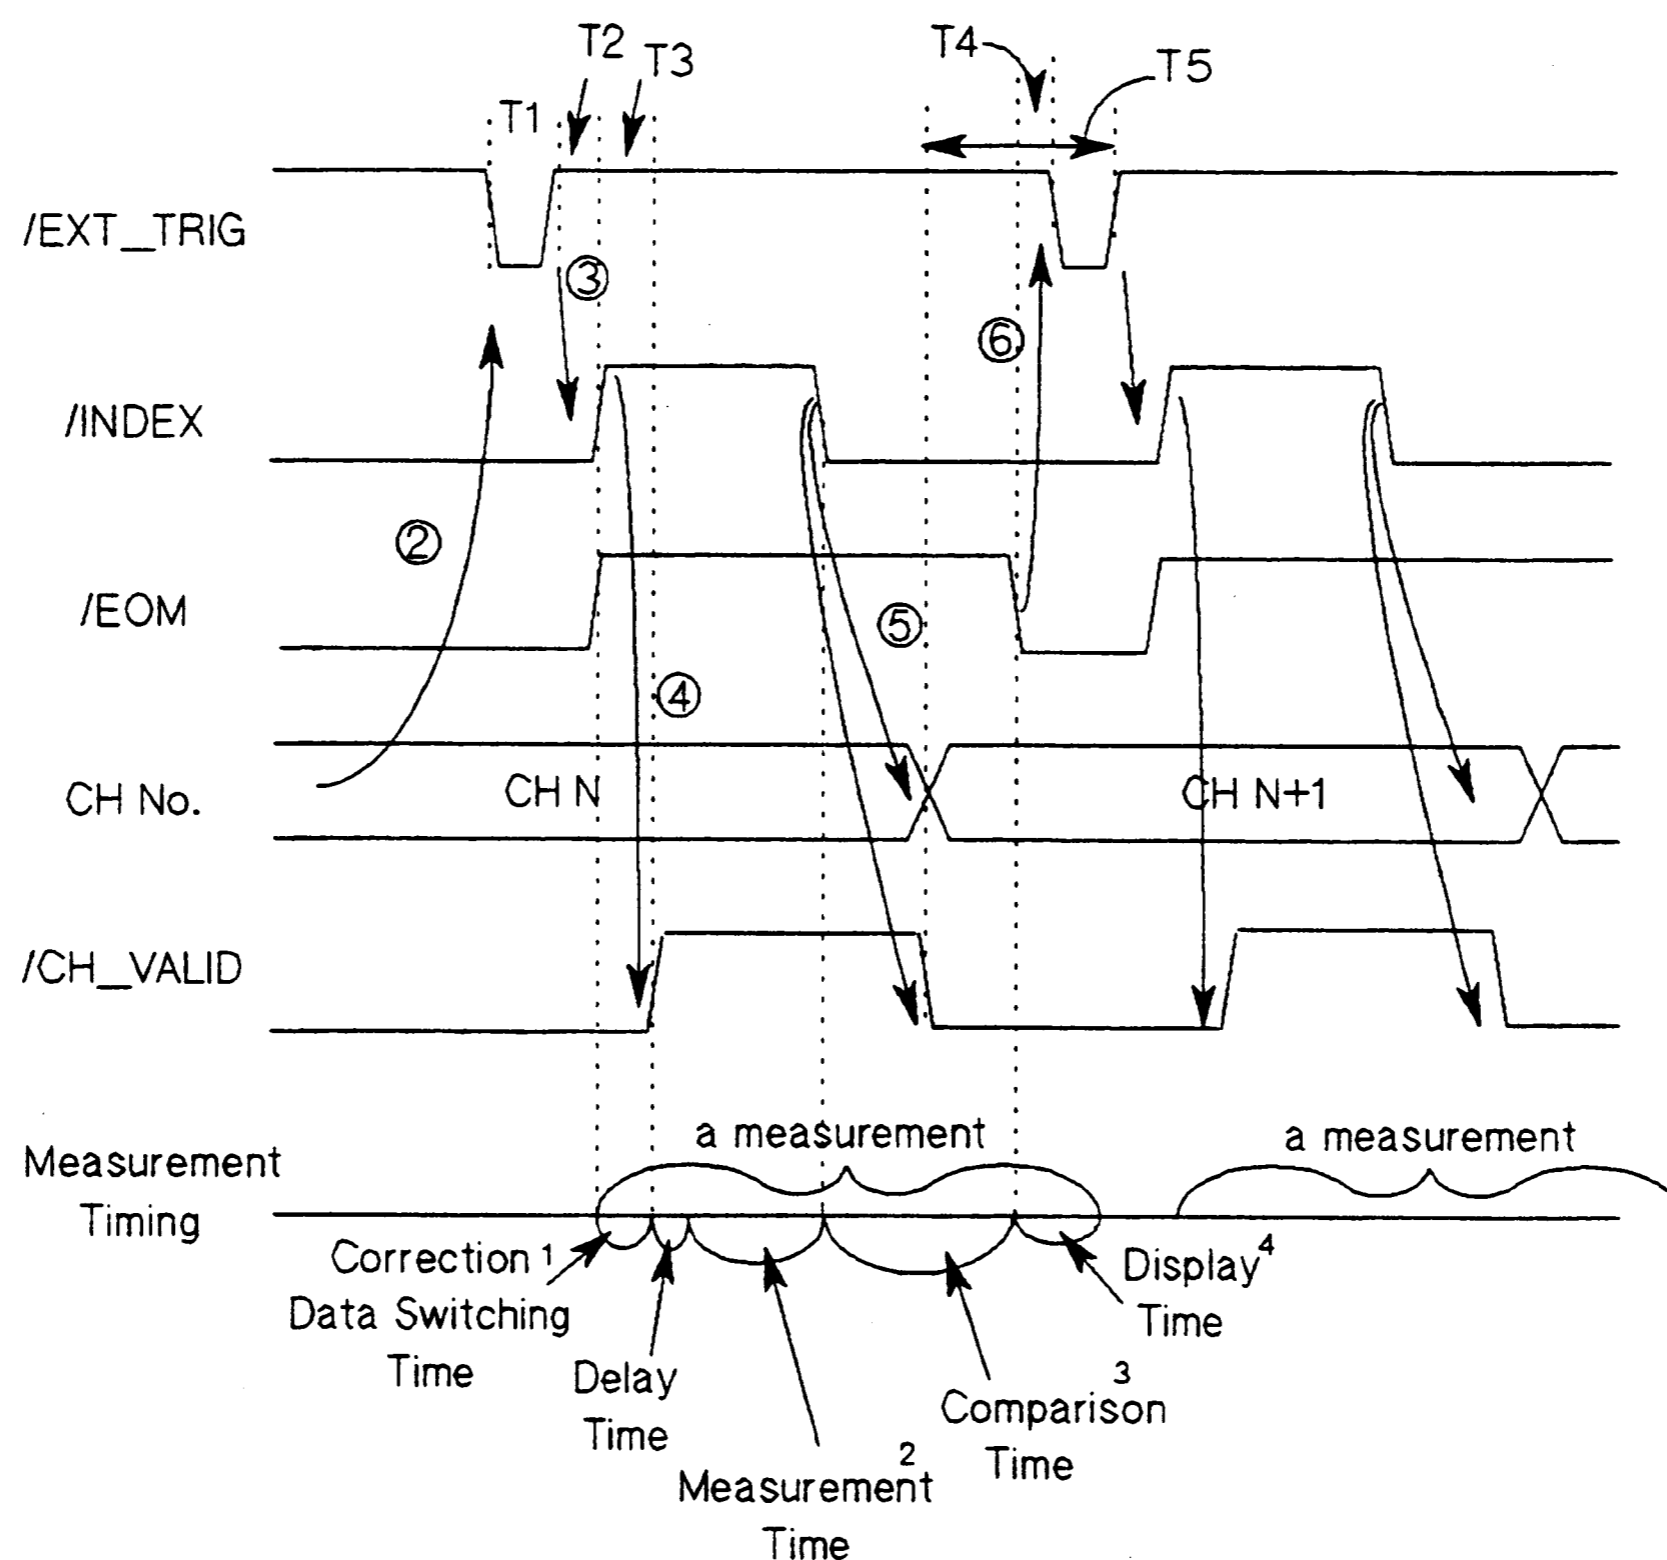 T2
T3
T4
T5
T1
/EXT_TRIG
③
⑥
/INDEX
②
/EOM
⑤
④
CH No.
CH N
CH N+1
/CH_VALID
Measurement
Timing
a measurement
a measurement
Correction 1
Data Switching
Time
Delay
Time
Measurement 2
Time
Comparison 3
Time
Display 4
Time